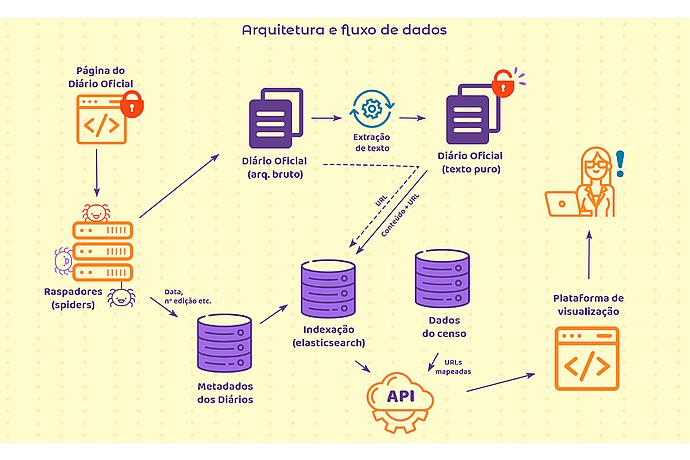 Arquitetura e fluxo de dados
Página do
Diário Oficial
</>
Diário Oficial
(arq. bruto)
Extração
de texto
Diário Oficial
(texto puro)
URL
Conteúdo + URL
Raspadores
(spiders)
Data,
nº edição etc.
Metadados
dos Diários
Indexação
(elasticsearch)
Dados
do censo
URLs
mapeadas
API
Plataforma de
visualização
</>